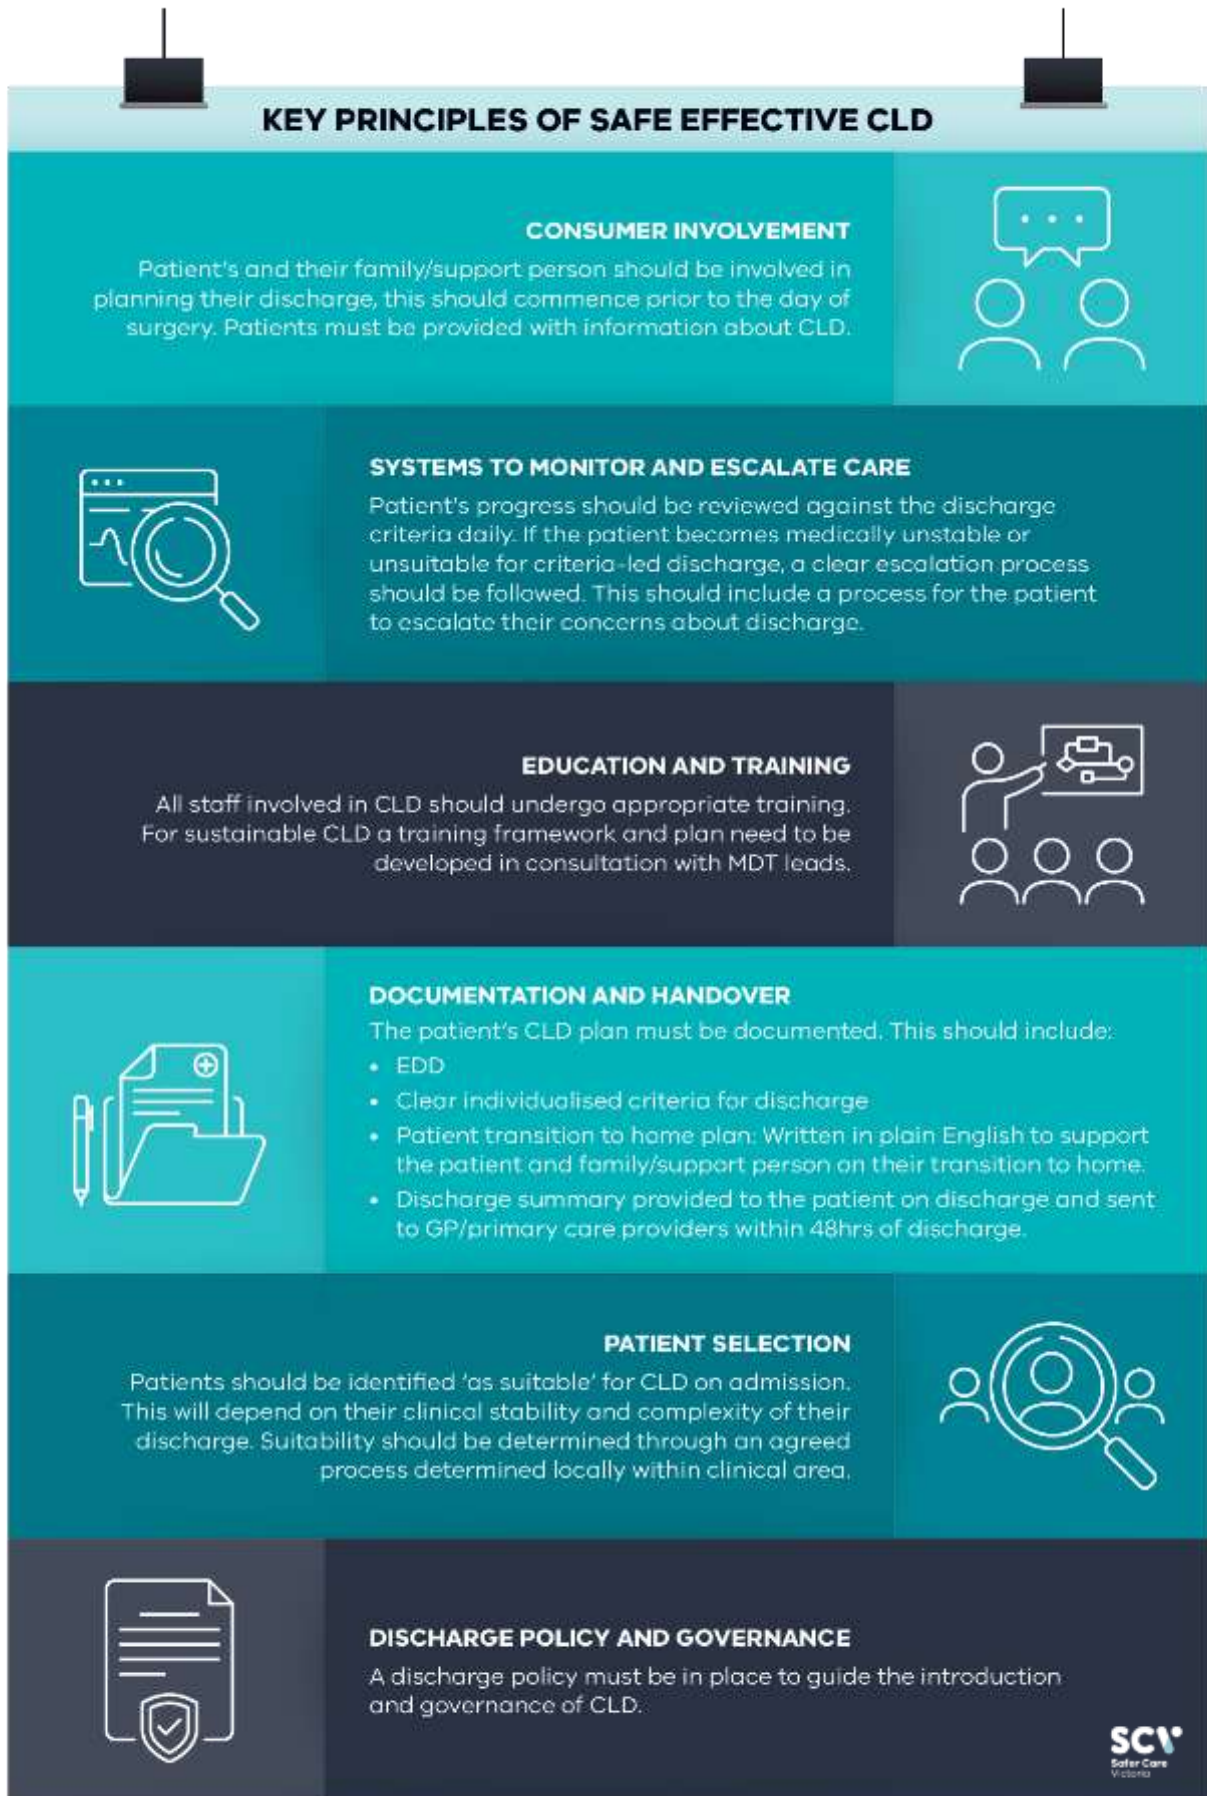 KEY PRINCIPLES OF SAFE EFFECTIVE CLD
CONSUMER INVOLVEMENT
Patient's and their family/support person should be involved in
planning their discharge, this should commence prior to the day of
surgery. Patients must be provided with information about CLD.
SYSTEMS TO MONITOR AND ESCALATE CARE
Patient's progress should be reviewed against the discharge
criteria daily. If the patient becomes medically unstable or
unsuitable for criteria-led discharge, a clear escalation process
should be followed. This should include a process for the patient
to escalate their concerns about discharge.
EDUCATION AND TRAINING
All staff involved in CLD should undergo appropriate training.
For sustainable CLD a training framework and plan need to be
developed in consultation with MDT leads.
DOCUMENTATION AND HANDOVER
The patient's CLD plan must be documented. This should include:
• EDD
• Clear individualised criteria for discharge
• Patient transition to home plan: Written in plain English to support
the patient and family/support person on their transition to home.
• Discharge summary provided to the patient on discharge and sent
to GP/primary care providers within 48hrs of discharge.
PATIENT SELECTION
Patients should be identified 'as suitable' for CLD on admission.
This will depend on their clinical stability and complexity of their
discharge. Suitability should be determined through an agreed
process determined locally within clinical area.
DISCHARGE POLICY AND GOVERNANCE
A discharge policy must be in place to guide the introduction
and governance of CLD.
SCV
Safer Care
Victoria